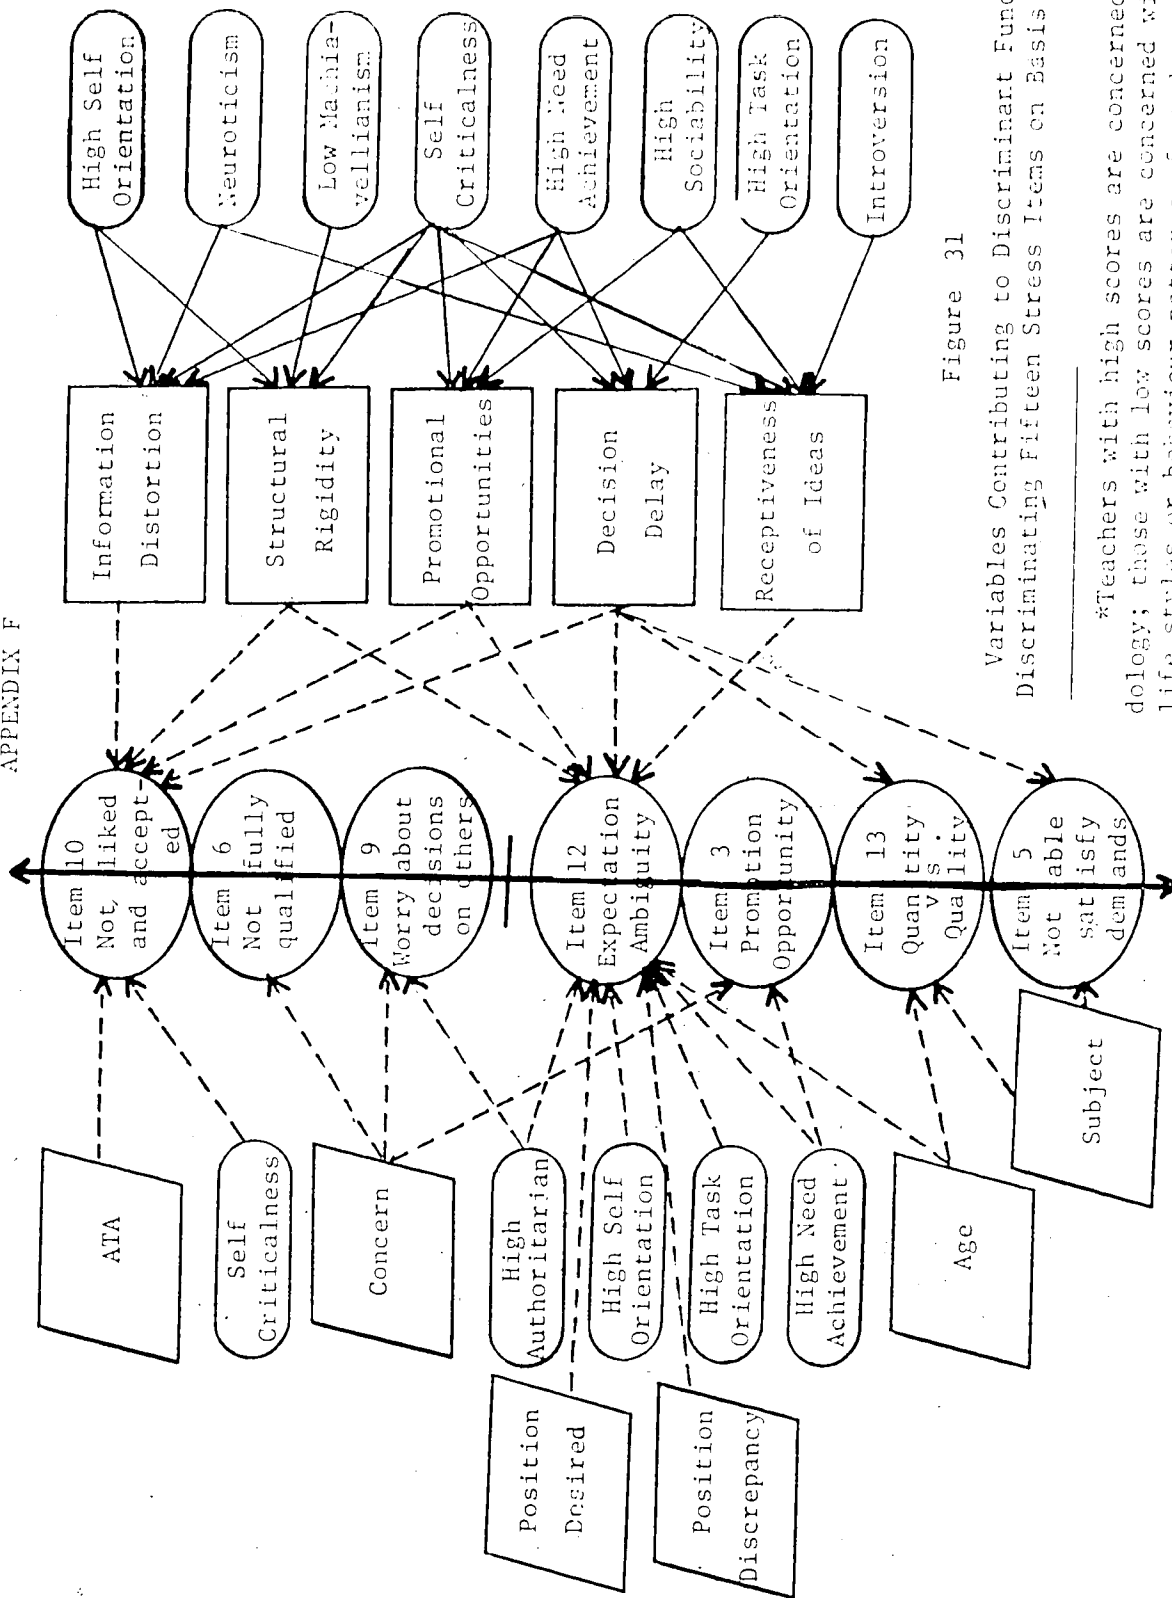 APPENDIX F
High Self
Orientation
Neuroticism
Low Machia-
vellianism
Self
Criticalness
High Need
Achievement
High
Sociability
High Task
Orientation
Introversion
Information
Distortion
Structural
Rigidity
Promotional
Opportunities
Decision
Delay
Receptiveness
of Ideas
Item 10
Not, liked
and accept
ed
Item 6
Not fully
qualified
Item 9
Worry about
decisions
on others
Item 12
Expectation
Ambiguity
Item 3
Promotion
Opportunity
Item 13
Quantity
vs.
Quality
Item 5
Not able
satisfy
demands
ATA
Self
Criticalness
Concern
High
Authoritarian
High Self
Orientation
High Task
Orientation
High Need
Achievement
Age
Subject
Position
Desired
Position
Discrepancy
Figure 31
Variables Contributing to Discriminant Func
Discriminating Fifteen Stress Items on Basis
*Teachers with high scores are concerned
dology; those with low scores are concerned wi
life styles or behaviour